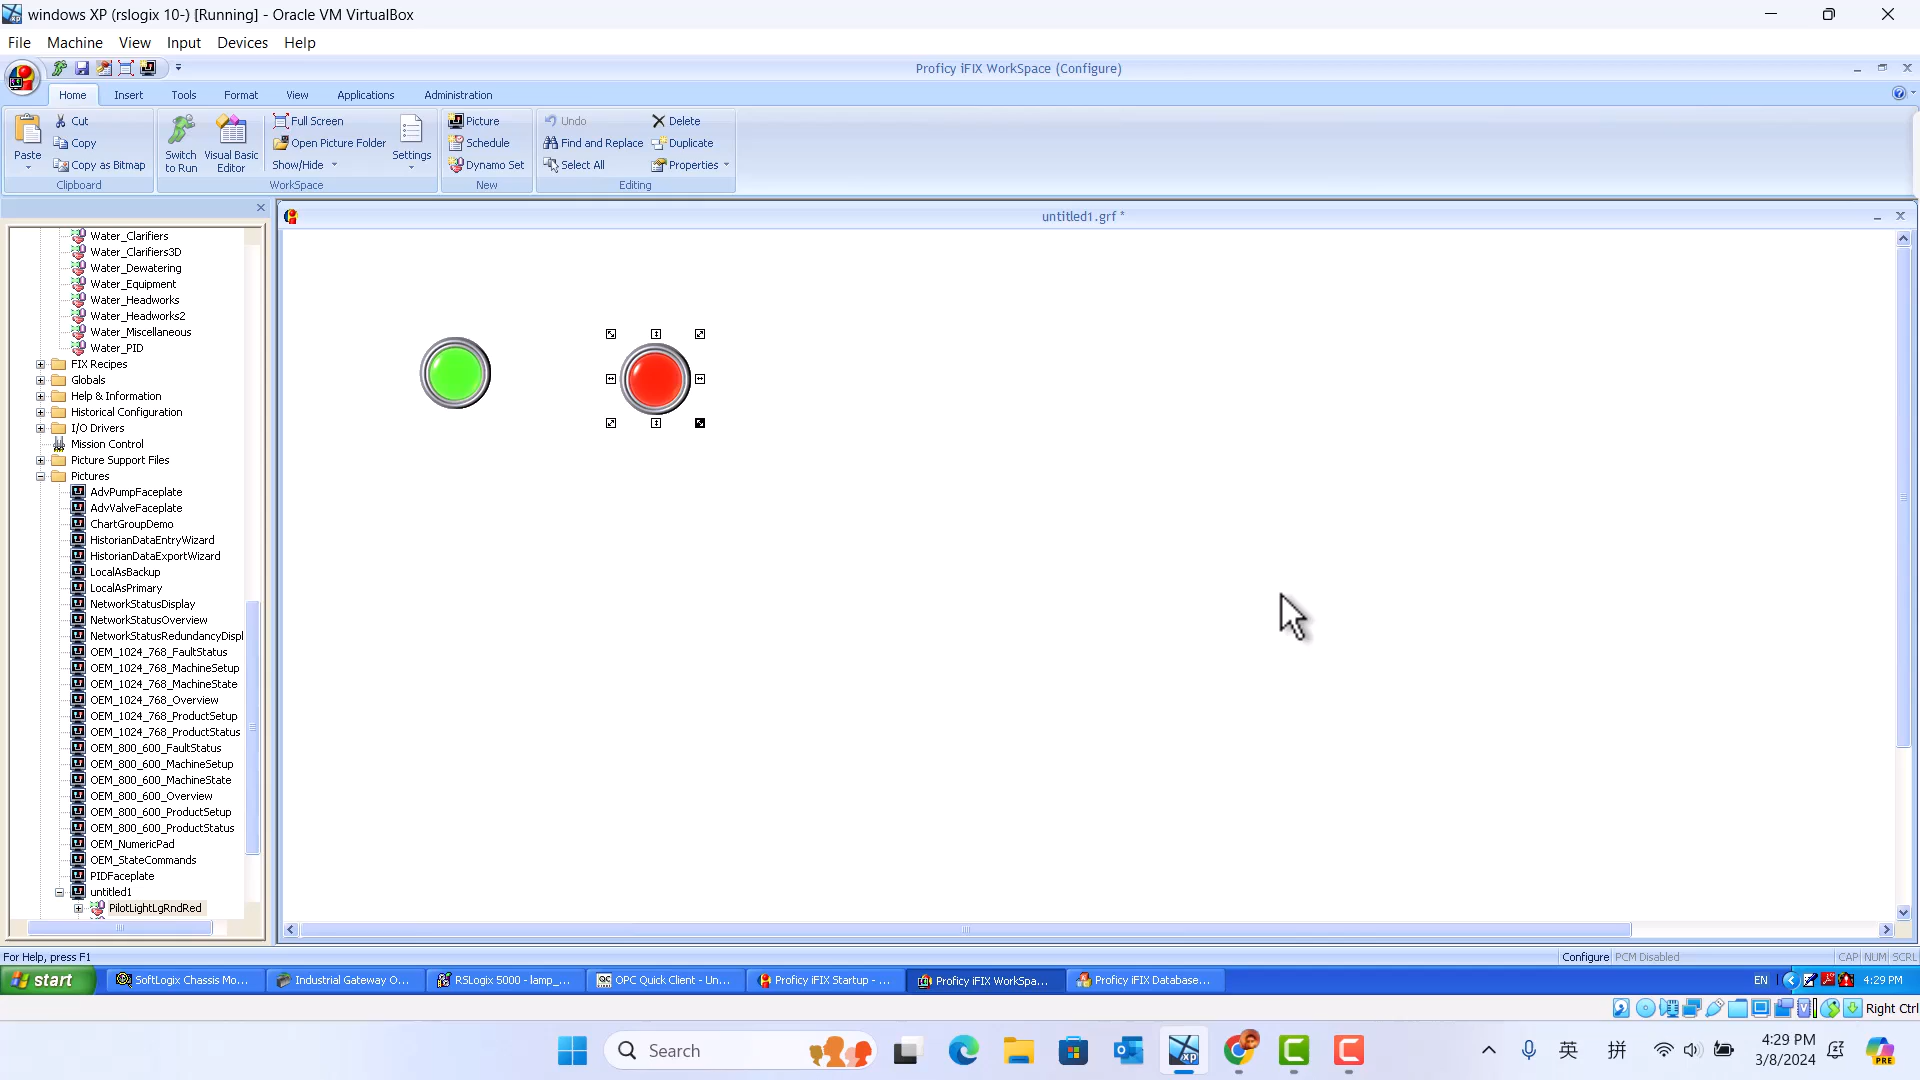 windows XP (rslogix 10-) [Running] - Oracle VM VirtualBox
File Machine View Input Devices Help
Proficy iFIX WorkSpace (Configure)
Home Insert Tools Format View Applications Administration
Cut Full Screen Picture Undo Delete
Copy Open Picture Folder Schedule Find and Replace Duplicate
Paste Switch to Run Visual Basic Editor Settings
Copy as Bitmap Show/Hide Dynamo Set Select All Properties
Clipboard WorkSpace New Editing
untitled1.grf *
Water_Clarifiers
Water_Clarifiers3D
Water_Dewatering
Water_Equipment
Water_Headworks
Water_Headworks2
Water_Miscellaneous
Water_PID
FIX Recipes
Globals
Help & Information
Historical Configuration
I/O Drivers
Mission Control
Picture Support Files
Pictures
AdvPumpFaceplate
AdvValveFaceplate
ChartGroupDemo
HistorianDataEntryWizard
HistorianDataExportWizard
LocalAsBackup
LocalAsPrimary
NetworkStatusDisplay
NetworkStatusOverview
NetworkStatusRedundancyDispl
OEM_1024_768_FaultStatus
OEM_1024_768_MachineSetup
OEM_1024_768_MachineState
OEM_1024_768_Overview
OEM_1024_768_ProductSetup
OEM_1024_768_ProductStatus
OEM_800_600_FaultStatus
OEM_800_600_MachineSetup
OEM_800_600_MachineState
OEM_800_600_Overview
OEM_800_600_ProductSetup
OEM_800_600_ProductStatus
OEM_NumericPad
OEM_StateCommands
PIDFaceplate
untitled1
PilotLightLgRndRed
For Help, press F1 Configure PCM Disabled CAP NUM SCRL
start SoftLogix Chassis Mo... Industrial Gateway O... RSLogix 5000 - lamp_... OPC Quick Client - Un... Proficy iFIX Startup - ... Proficy iFIX WorkSpa... Proficy iFIX Database... EN 4:29 PM
Right Ctrl
Search 英 拼 4:29 PM
3/8/2024